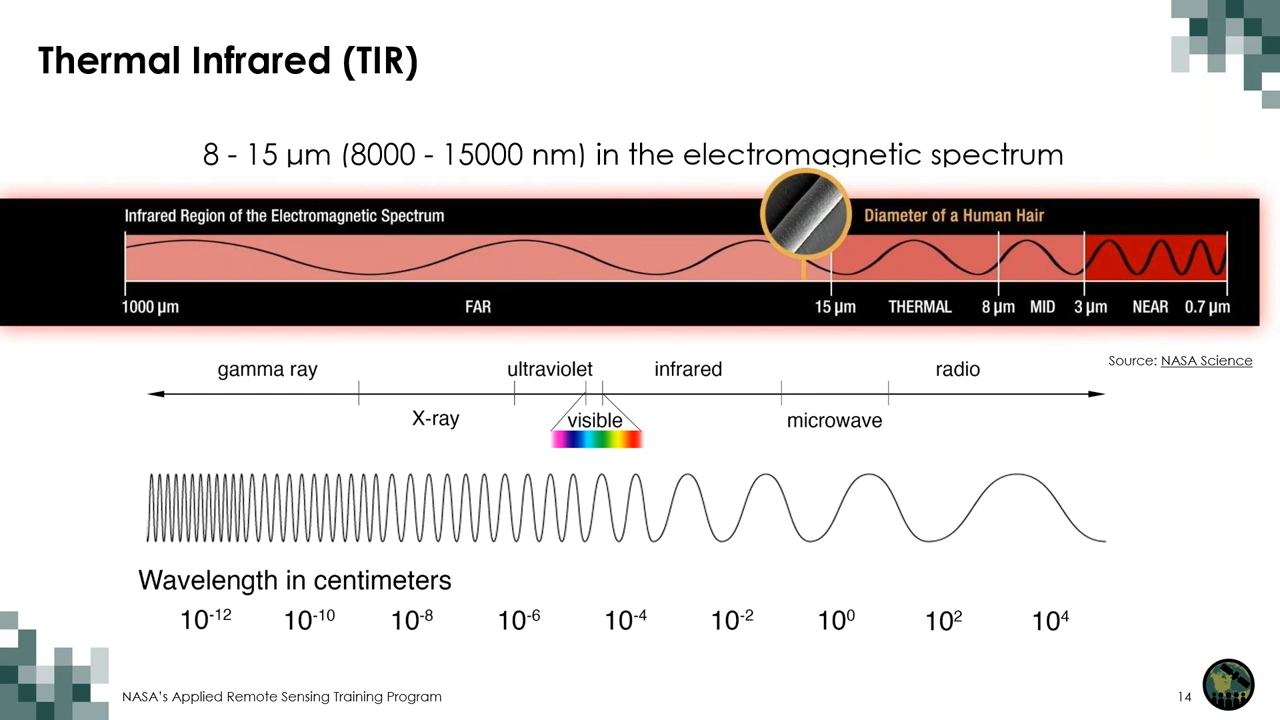 Thermal Infrared (TIR)
8 - 15 µm (8000 - 15000 nm) in the electromagnetic spectrum
Infrared Region of the Electromagnetic Spectrum
Diameter of a Human Hair
1000 µm FAR 15 µm THERMAL 8 µm MID 3 µm NEAR 0.7 µm
Source: NASA Science
gamma ray ultraviolet infrared radio
X-ray visible microwave
Wavelength in centimeters
10⁻¹² 10⁻¹⁰ 10⁻⁸ 10⁻⁶ 10⁻⁴ 10⁻² 10⁰ 10² 10⁴
NASA's Applied Remote Sensing Training Program
14